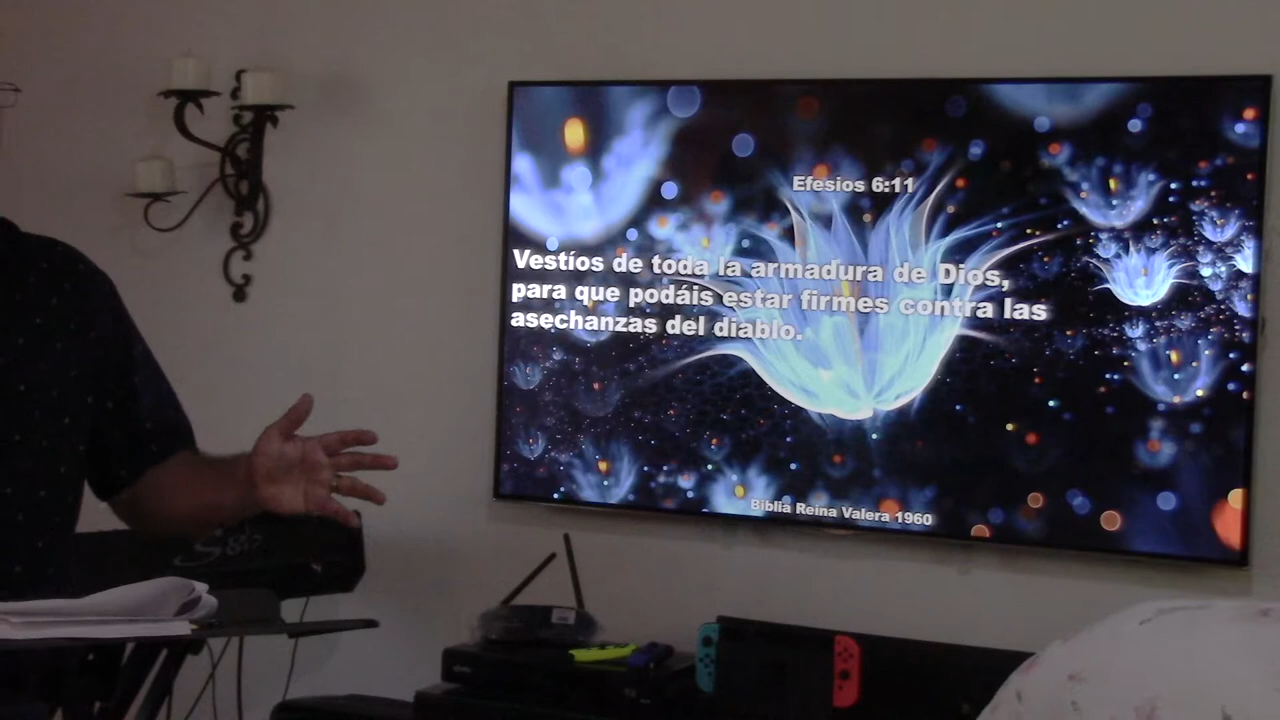 Efesios 6:11
Vestíos de toda la armadura de Dios,
para que podáis estar firmes contra las
asechanzas del diablo.
Biblia Reina Valera 1960